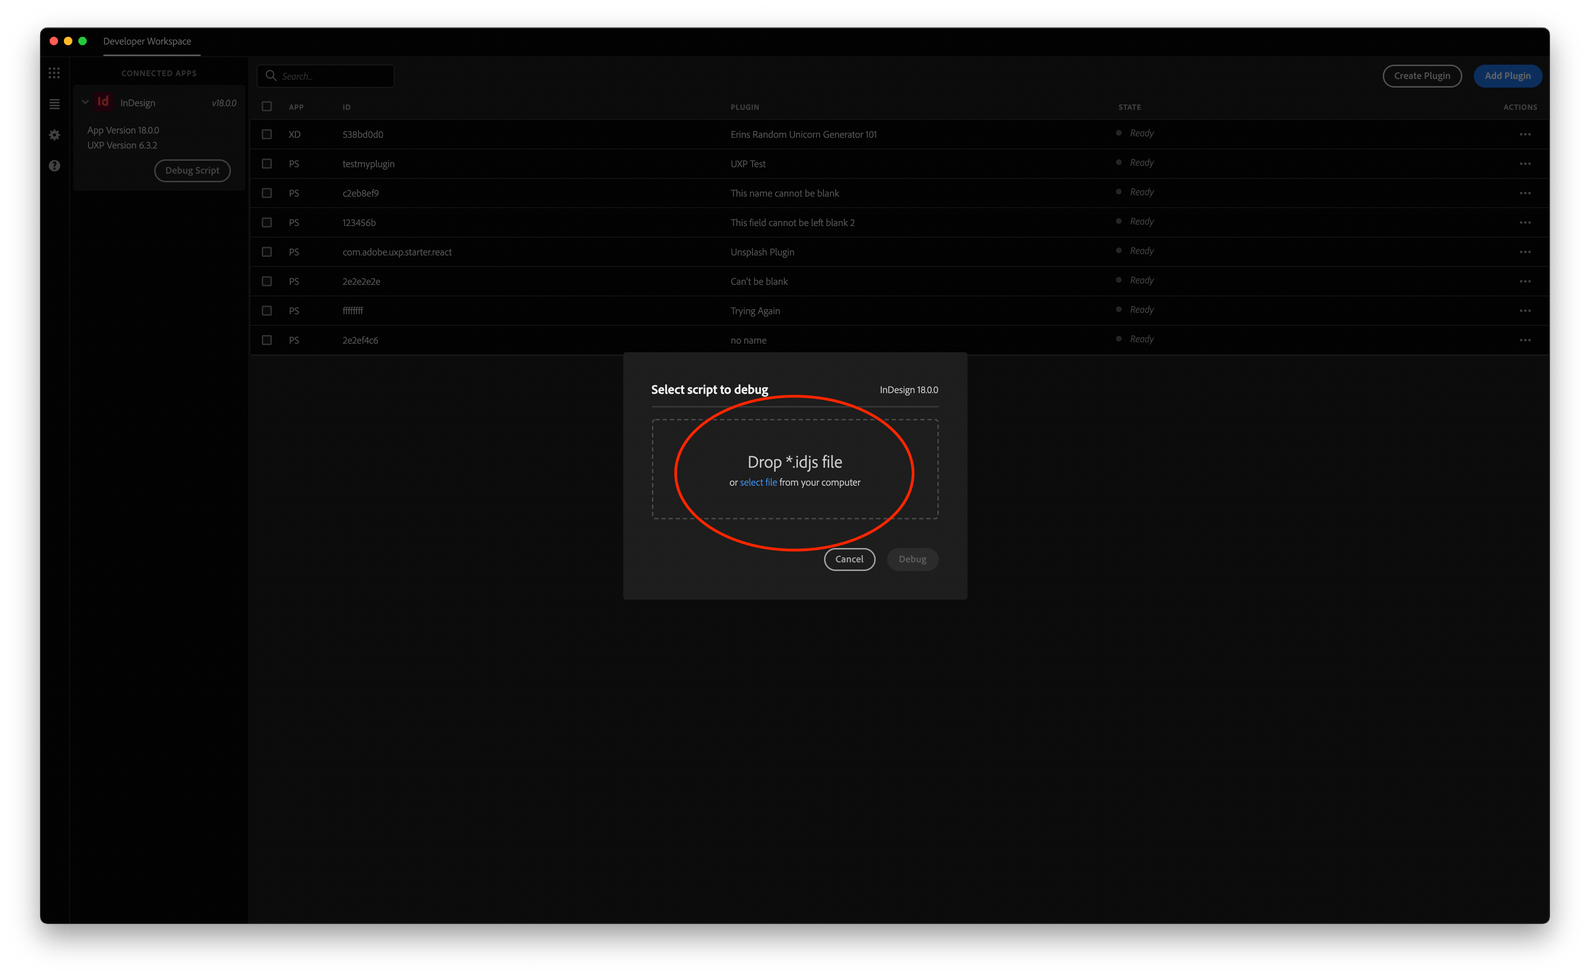 Developer Workspace
CONNECTED APPS
Id InDesign v18.0.0
App Version 18.0.0
UXP Version 6.3.2
Debug Script
Search..
Create Plugin
Add Plugin
APP ID PLUGIN STATE ACTIONS
XD 538bd0d0 Erins Random Unicorn Generator 101 Ready
PS testmyplugin UXP Test Ready
PS c2eb8ef9 This name cannot be blank Ready
PS 123456b This field cannot be left blank 2 Ready
PS com.adobe.uxp.starter.react Unsplash Plugin Ready
PS 2e2e2e2e Can't be blank Ready
PS ffffffff Trying Again Ready
PS 2e2ef4c6 no name Ready
Select script to debug InDesign 18.0.0
Drop *.idjs file
or select file from your computer
Cancel
Debug